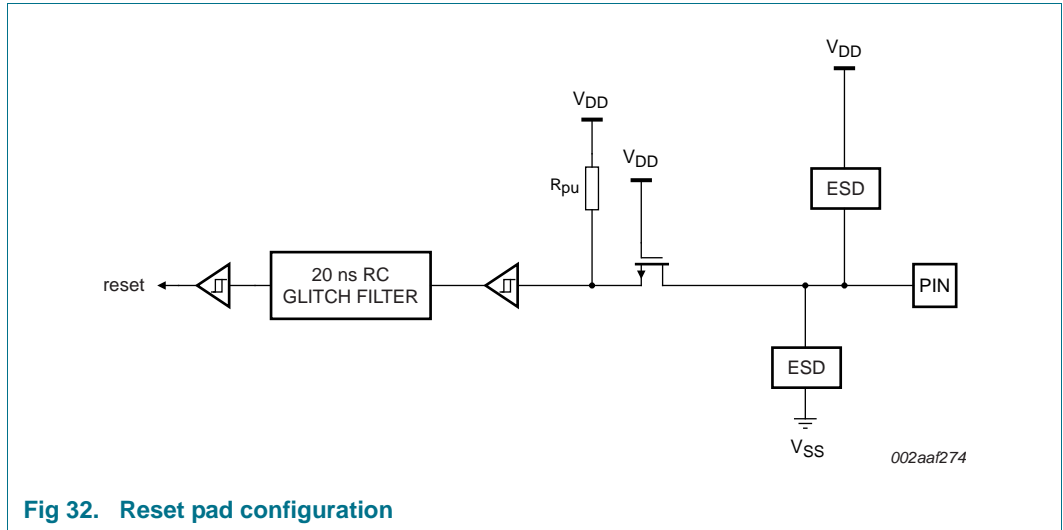 VDD
VDD
VDD
Rpu
ESD
reset
20 ns RC
GLITCH FILTER
PIN
ESD
VSS
002aaf274
Fig 32. Reset pad configuration